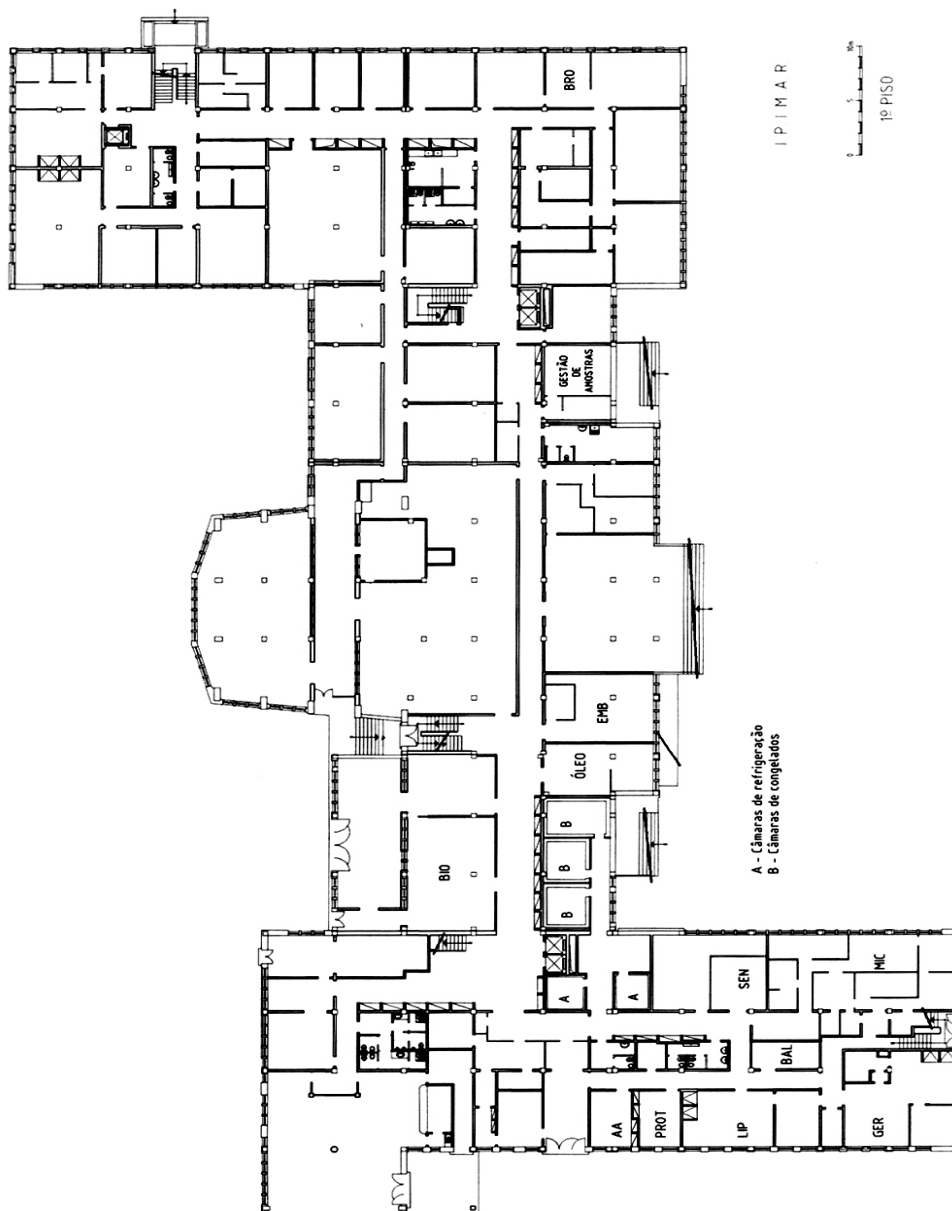 IPIMAR
0 5 10m
1º PISO
BRO
GESTÃO
DE
AMOSTRAS
EMB
ÓLEO
B
B
B
BIO
A - Câmaras de refrigeração
B - Câmaras de congelados
A
A
SEN
MIC
BAL
AA
PROT
LIP
GER